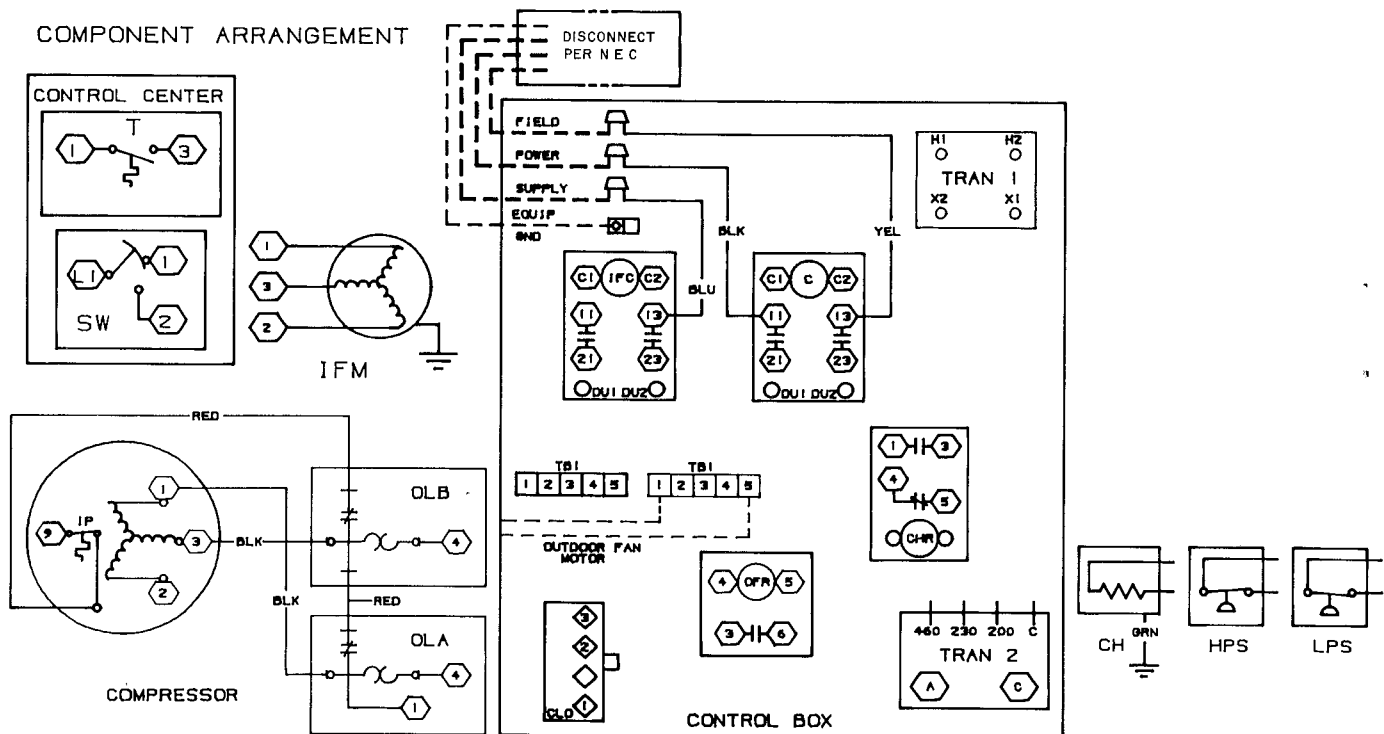 COMPONENT ARRANGEMENT
DISCONNECT
PER N E C
CONTROL CENTER
T
1 3
L1 1
SW 2
1
3
2
IFM
FIELD
POWER
SUPPLY
EQUIP
GND
BLU
BLK
YEL
H1 H2
TRAN 1
X2 X1
C1 IFC C2
11 13
21 23
DU1 DU2
C1 C C2
11 13
21 23
DU1 DU2
RED
1
IP
9
3
2
BLK
BLK
RED
OLB
4
OLA
4
1
COMPRESSOR
TB1
1 2 3 4 5
TB1
1 2 3 4 5
OUTDOOR FAN
MOTOR
1 3
4
5
CHR
4 OFR 5
3 6
3
2
1
CLO
CONTROL BOX
460 230 200 C
TRAN 2
A C
CH
GRN
HPS
LPS